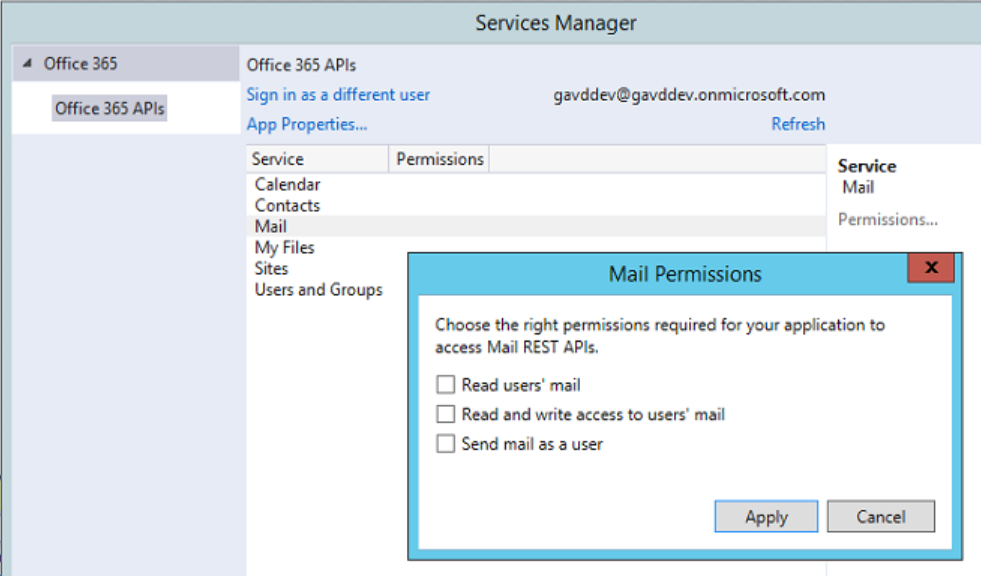 Services Manager
Office 365
Office 365 APIs
Office 365 APIs
Sign in as a different user
gavddev@gavddev.onmicrosoft.com
App Properties...
Refresh
Service
Permissions
Calendar
Contacts
Mail
My Files
Sites
Users and Groups
Service
Mail
Permissions...
Mail Permissions
x
Choose the right permissions required for your application to
access Mail REST APIs.
Read users' mail
Read and write access to users' mail
Send mail as a user
Apply
Cancel